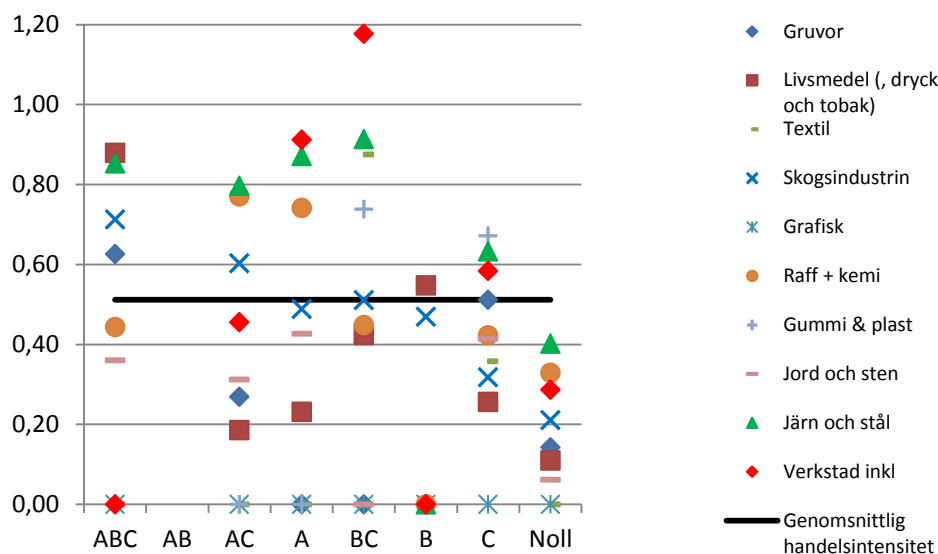 1,20
1,00
0,80
0,60
0,40
0,20
0,00
ABC AB AC A BC B C Noll
Gruvor
Livsmedel (, dryck
och tobak)
Textil
Skogsindustrin
Grafisk
Raff + kemi
Gummi & plast
Jord och sten
Järn och stål
Verkstad inkl
Genomsnittlig
handelsintensitet